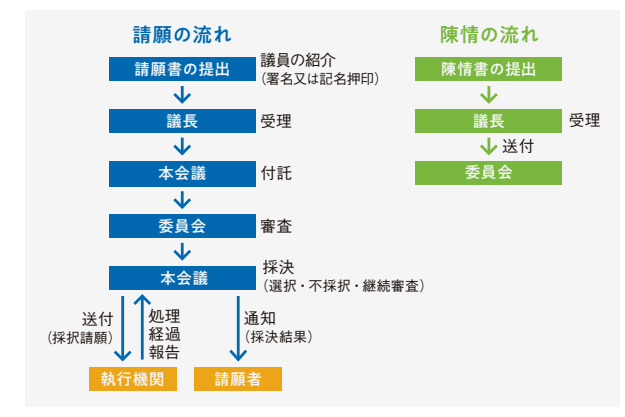 請願の流れ
請願書の提出
議員の紹介
(署名又は記名押印)
議長
受理
本会議
付託
委員会
審査
本会議
採決
(選択・不採択・継続審査)
送付
(採択請願)
処理
経過
報告
通知
(採決結果)
執行機関
請願者
陳情の流れ
陳情書の提出
議長
受理
送付
委員会